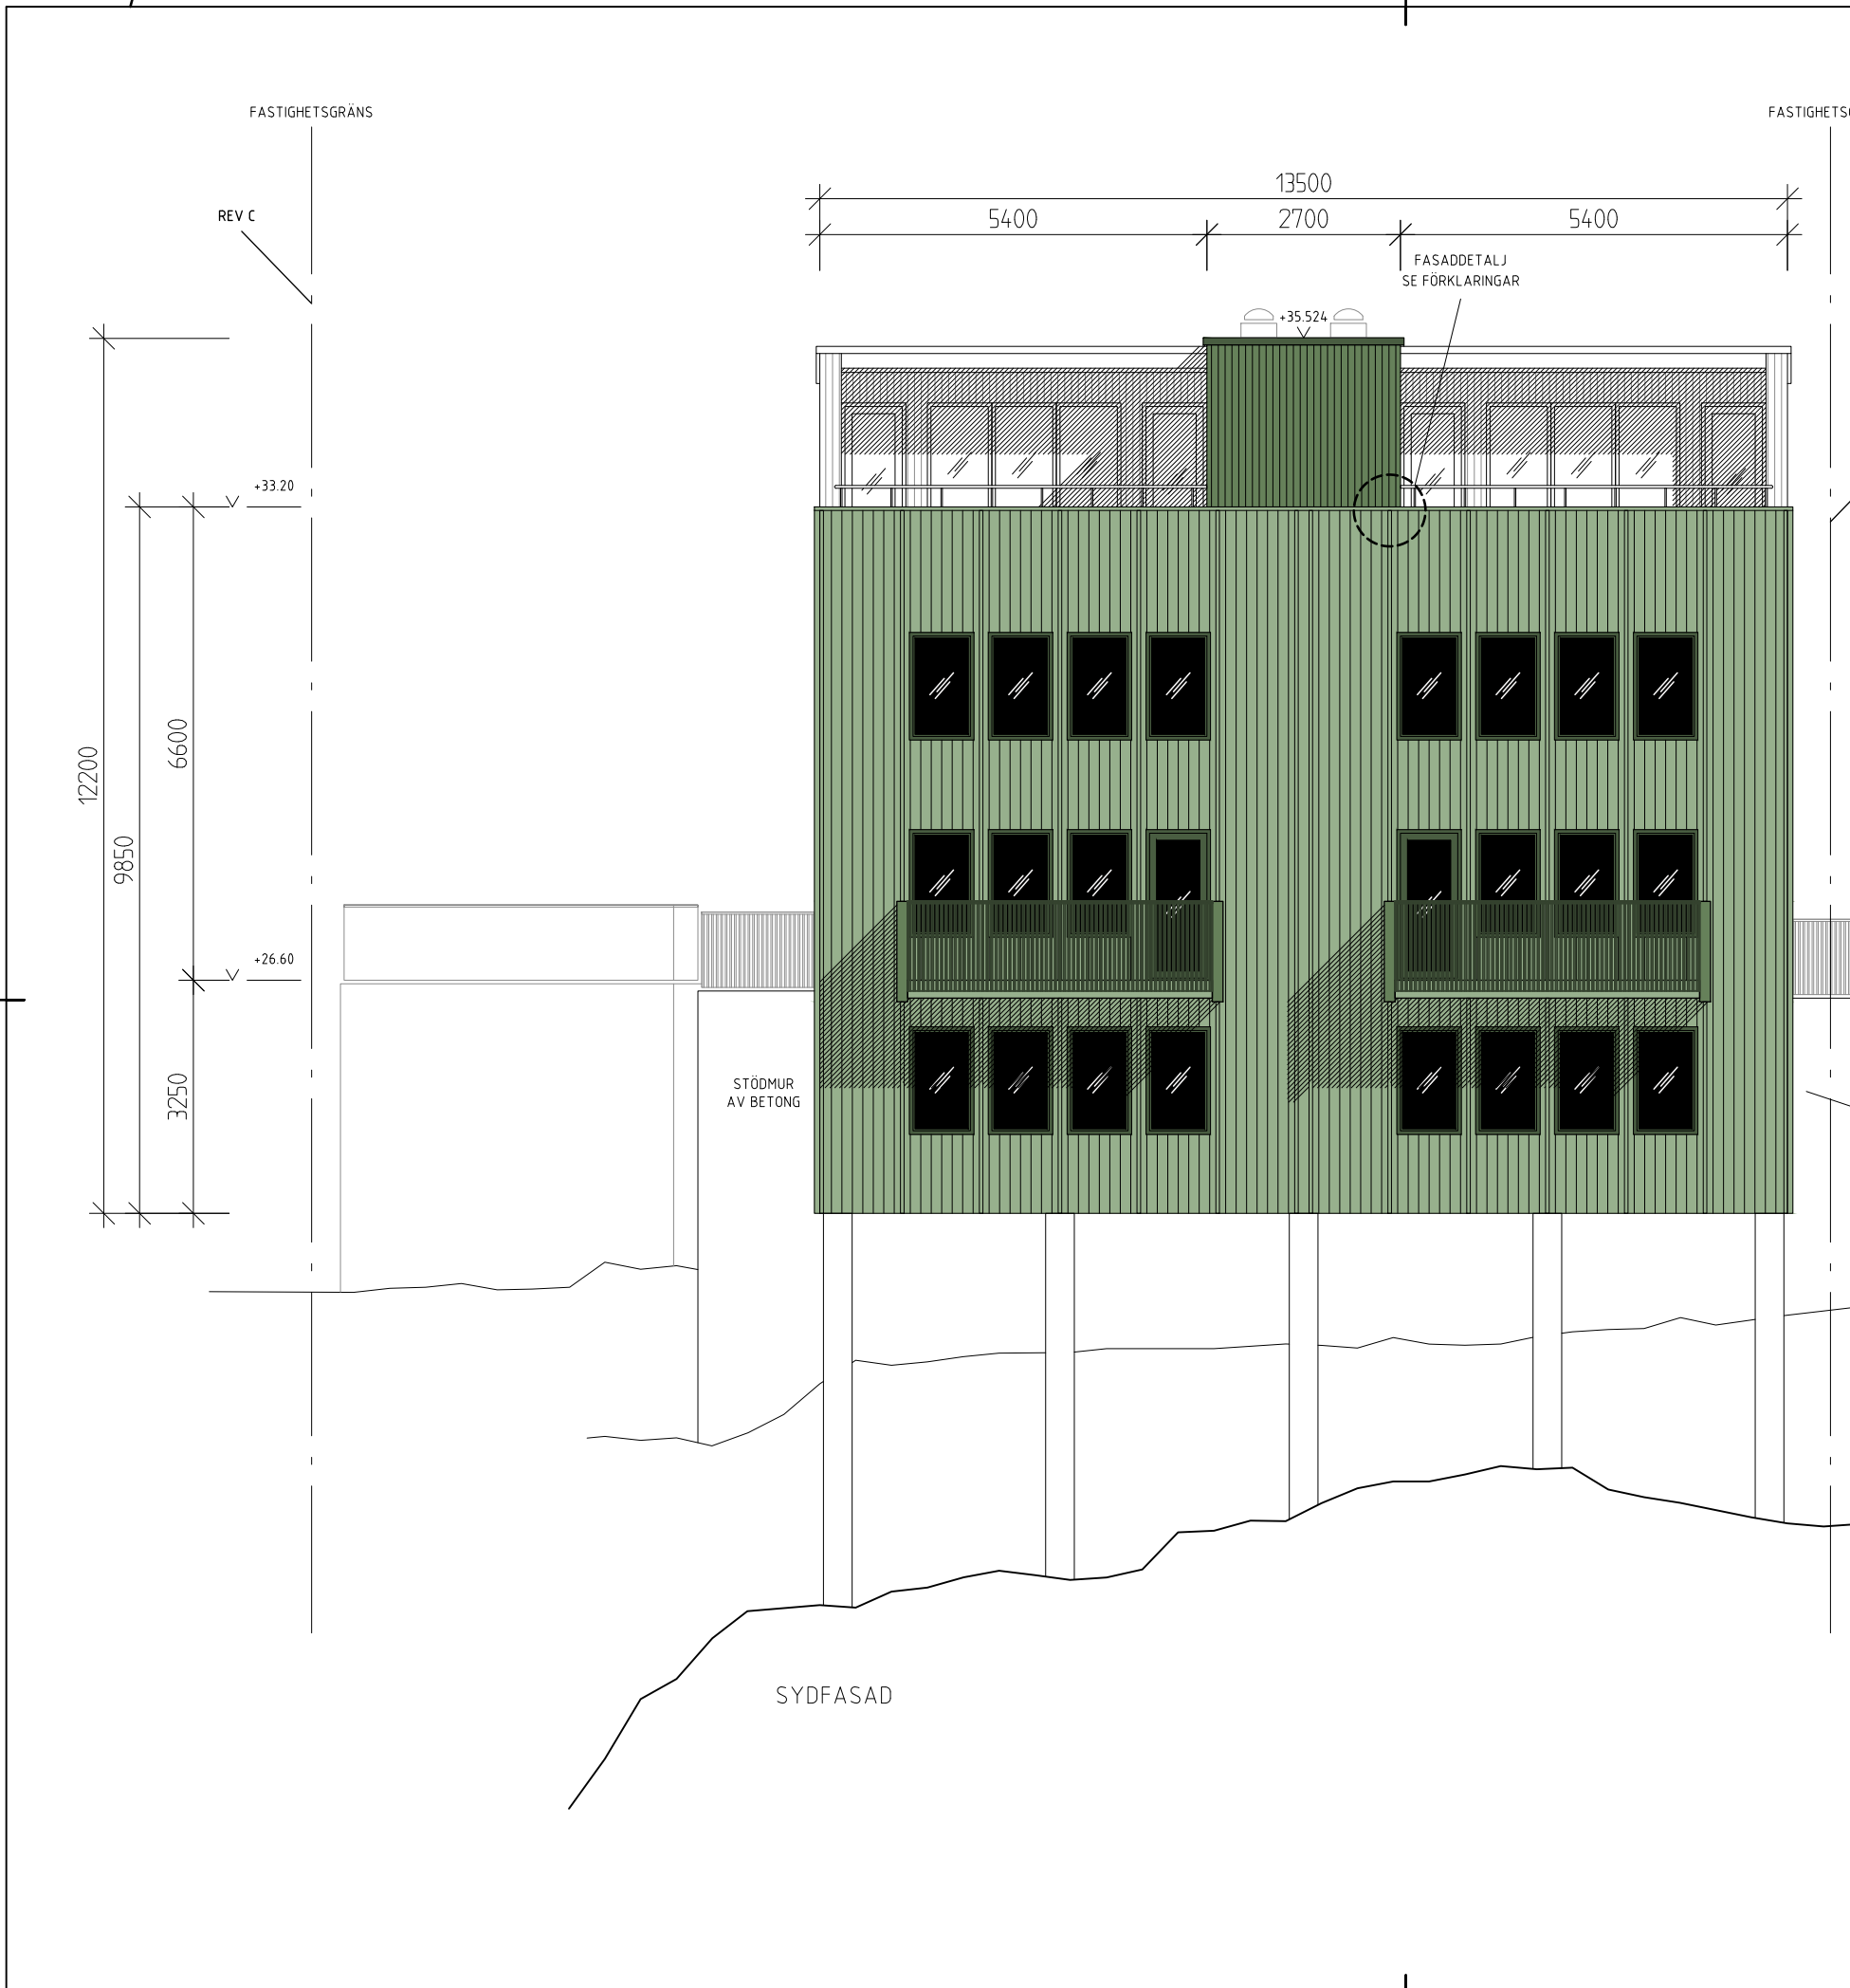 FASTIGHETSGRÄNS
FASTIGHETSG
13500
REV C
5400
2700
5400
FASADDETALJ
SE FÖRKLARINGAR
+35.524
+33.20
6600
12200
9850
+26.60
3250
STÖDMUR
AV BETONG
SYDFASAD